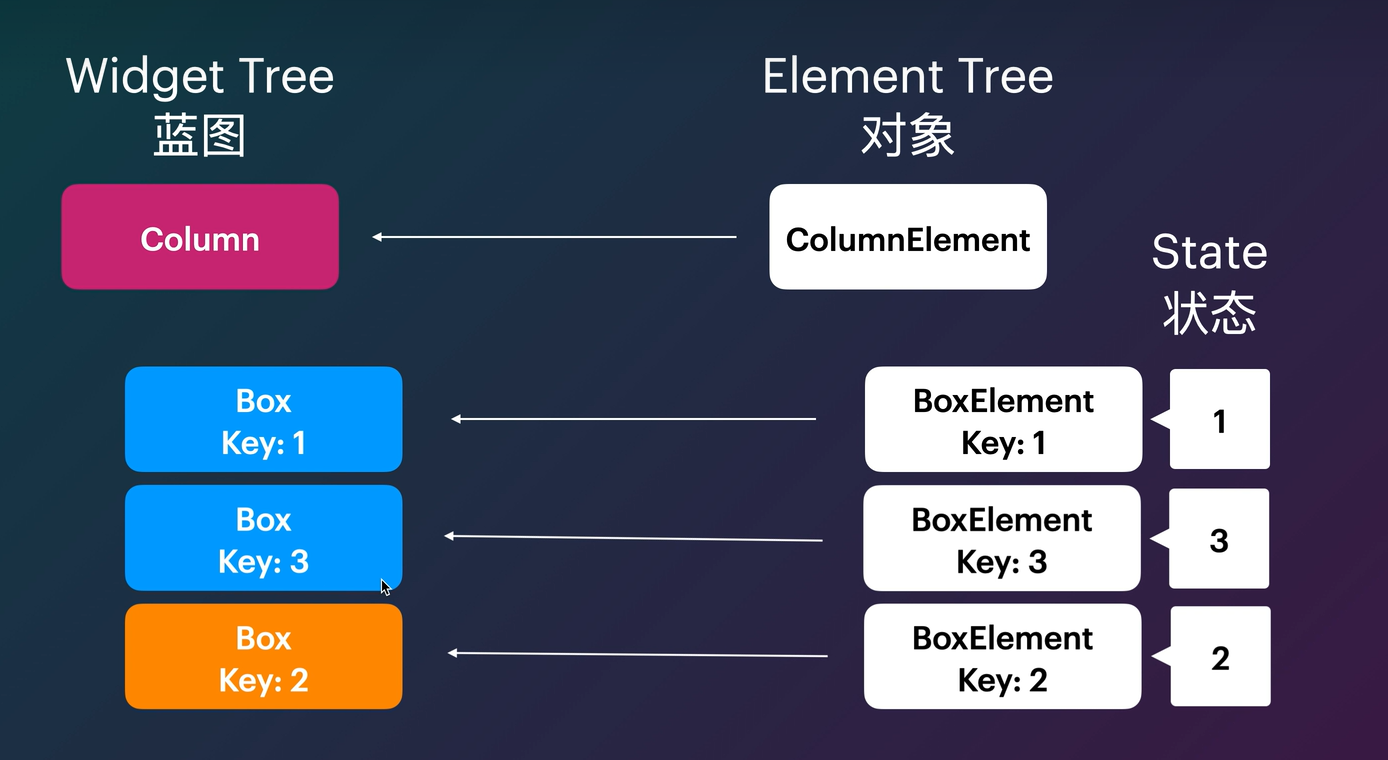 Widget Tree
蓝图
Element Tree
对象
Column
ColumnElement
State
状态
Box
Key: 1
BoxElement
Key: 1
1
Box
Key: 3
BoxElement
Key: 3
3
Box
Key: 2
BoxElement
Key: 2
2